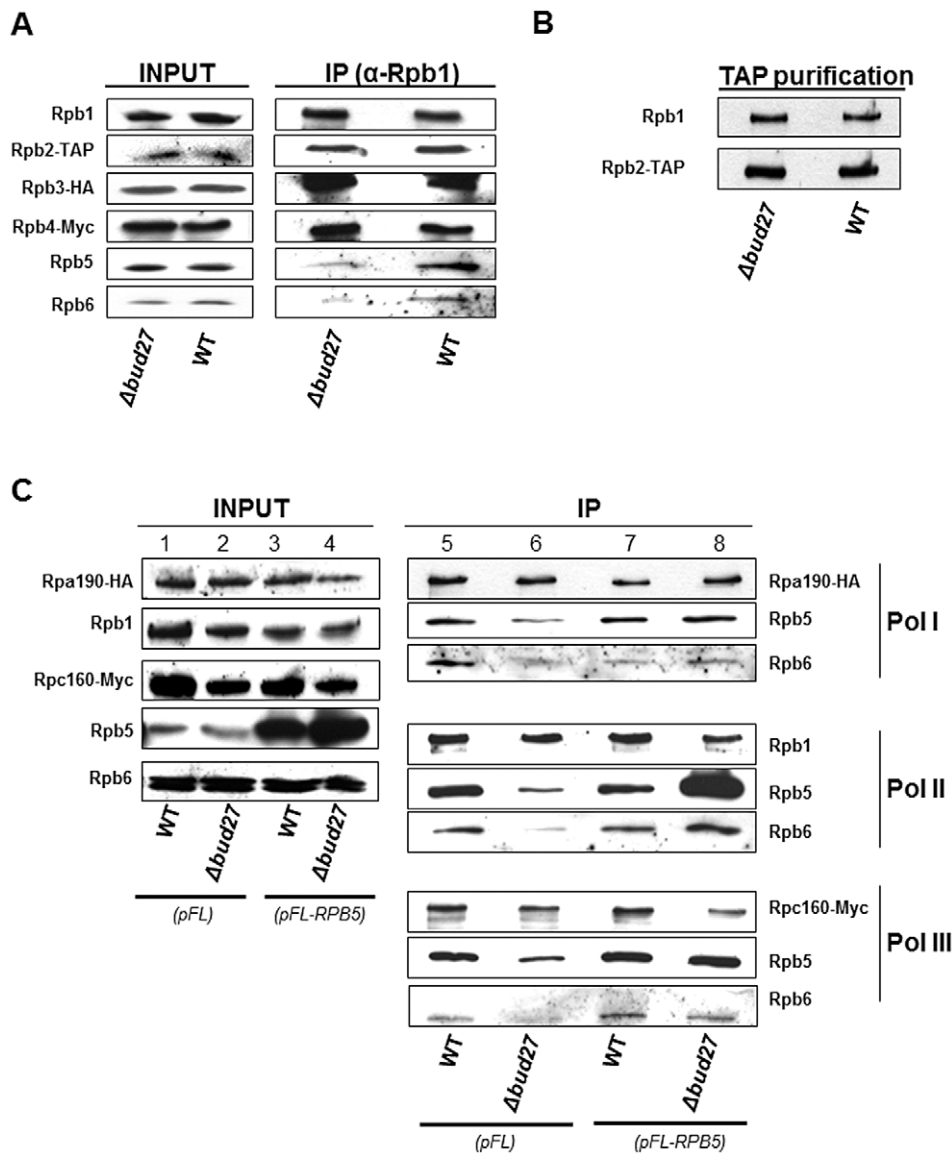 A
INPUT
IP (α-Rpb1)
Rpb1
Rpb2-TAP
Rpb3-HA
Rpb4-Myc
Rpb5
Rpb6
Δbud27
WT
Δbud27
WT
B
TAP purification
Rpb1
Rpb2-TAP
Δbud27
WT
C
INPUT
1 2 3 4
Rpa190-HA
Rpb1
Rpc160-Myc
Rpb5
Rpb6
WT
Δbud27
WT
Δbud27
(pFL)
(pFL-RPB5)
IP
5 6 7 8
Rpa190-HA
Rpb5
Rpb6
Pol I
Rpb1
Rpb5
Rpb6
Pol II
Rpc160-Myc
Rpb5
Rpb6
Pol III
WT
Δbud27
WT
Δbud27
(pFL)
(pFL-RPB5)